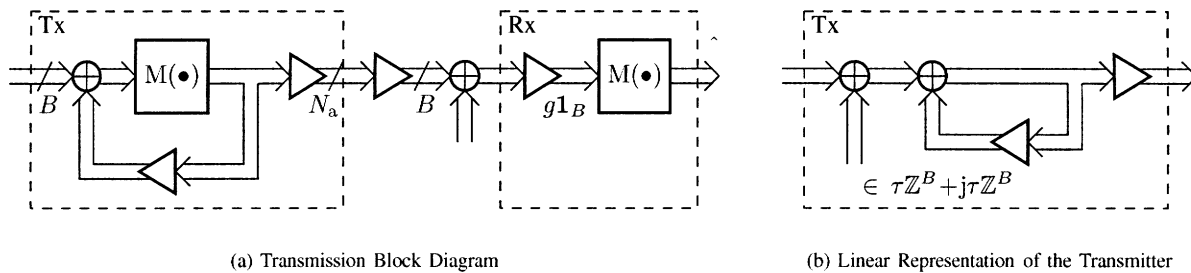 Tx
Rx
Tx
M(•)
M(•)
B
N_a
B
g1_B
∈ τℤ^B+jτℤ^B
(a) Transmission Block Diagram
(b) Linear Representation of the Transmitter